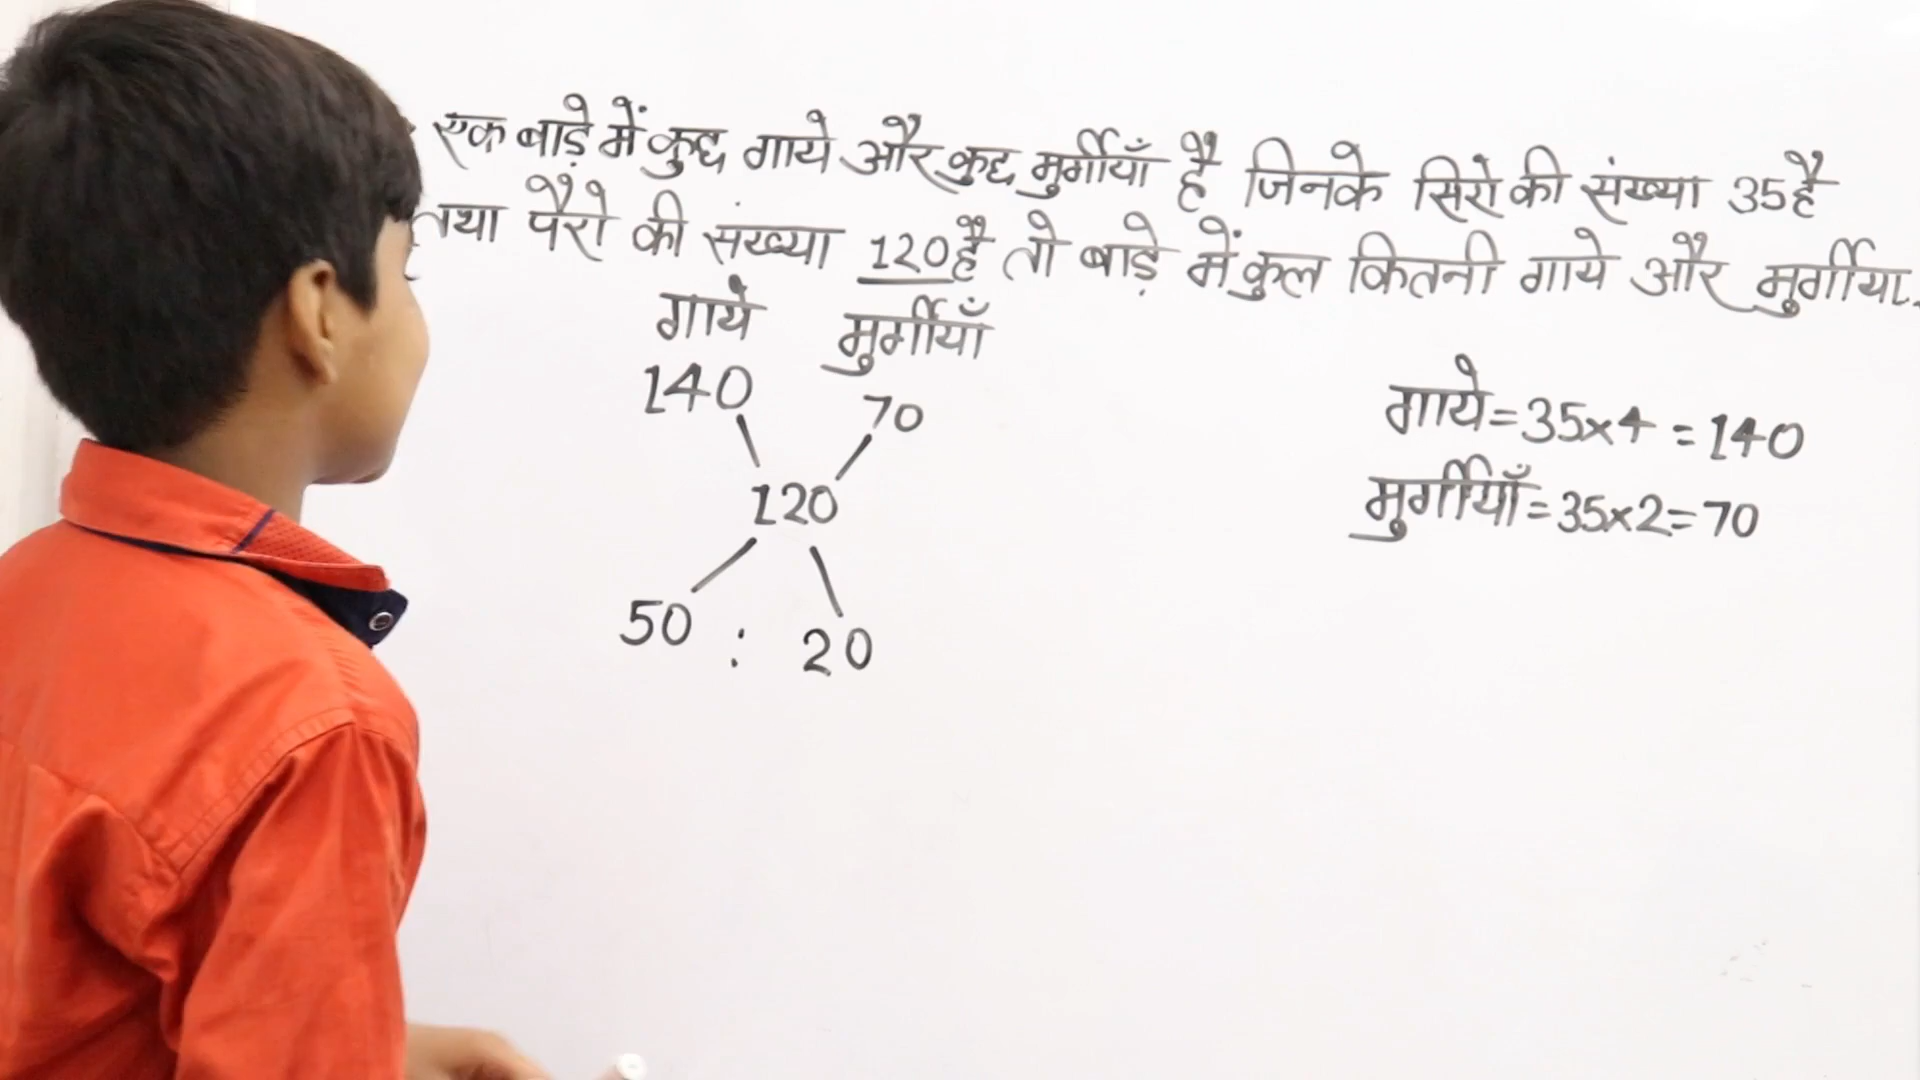 एक बाड़े में कुछ गाये और कुछ मुर्गीयाँ है जिनके सिरो की संख्या 35 है
तथा पैरो की संख्या 120 है तो बाड़े में कुल कितनी गाये और मुर्गीया.
गाये मुर्गीयाँ
140 70
120
50 : 20
गाये = 35×4 = 140
मुर्गीयाँ = 35×2 = 70